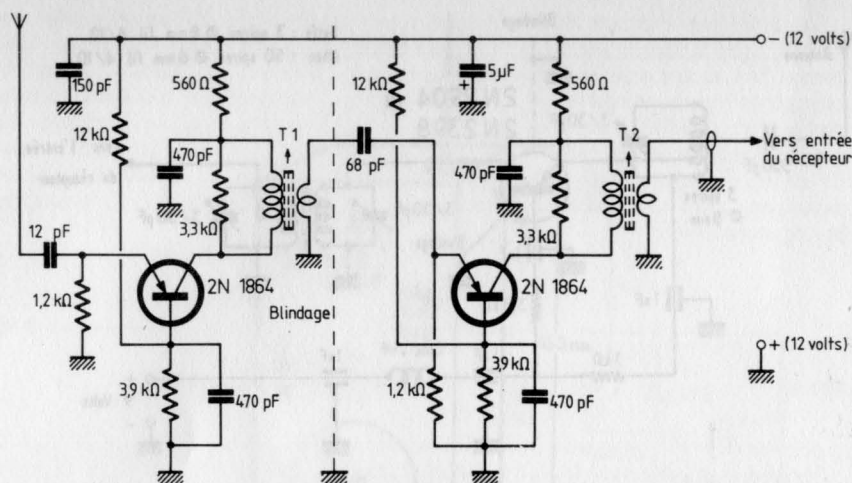 − (12 volts)
150 pF
560 Ω
12 kΩ
5µF
+
560 Ω
12 kΩ
T 1
T 2
470 pF
68 pF
470 pF
Vers entrée
du récepteur
3,3 kΩ
3,3 kΩ
12 pF
2N 1864
2N 1864
1,2 kΩ
Blindage
+ (12 volts)
3,9 kΩ
470 pF
1,2 kΩ
3,9 kΩ
470 pF